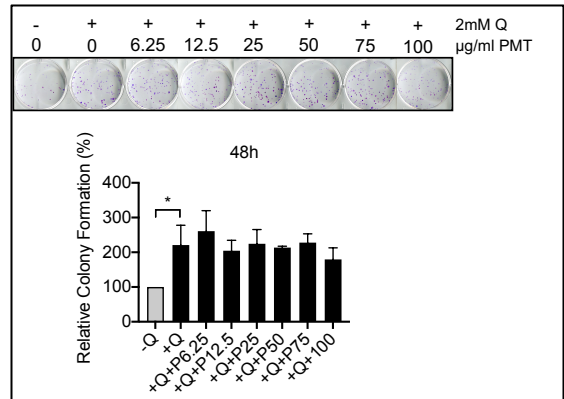 - + + + + + + + 2mM Q
0 0 6.25 12.5 25 50 75 100 µg/ml PMT
48h
Relative Colony Formation (%)
400
300
200
100
0
*
-Q
+Q
+Q+P6.25
+Q+P12.5
+Q+P25
+Q+P50
+Q+P75
+Q+100